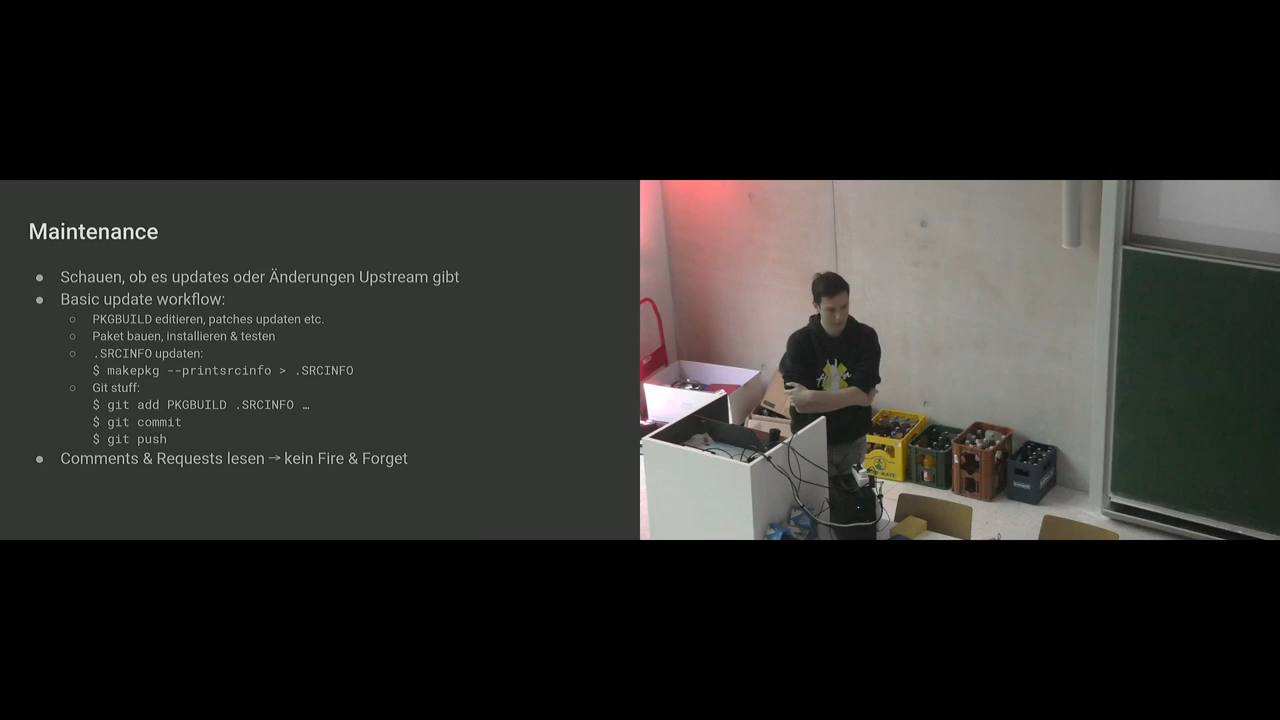 Maintenance
● Schauen, ob es updates oder Änderungen Upstream gibt
● Basic update workflow:
○ PKGBUILD editieren, patches updaten etc.
○ Paket bauen, installieren & testen
○ .SRCINFO updaten:
$ makepkg --printsrcinfo > .SRCINFO
○ Git stuff:
$ git add PKGBUILD .SRCINFO …
$ git commit
$ git push
● Comments & Requests lesen → kein Fire & Forget